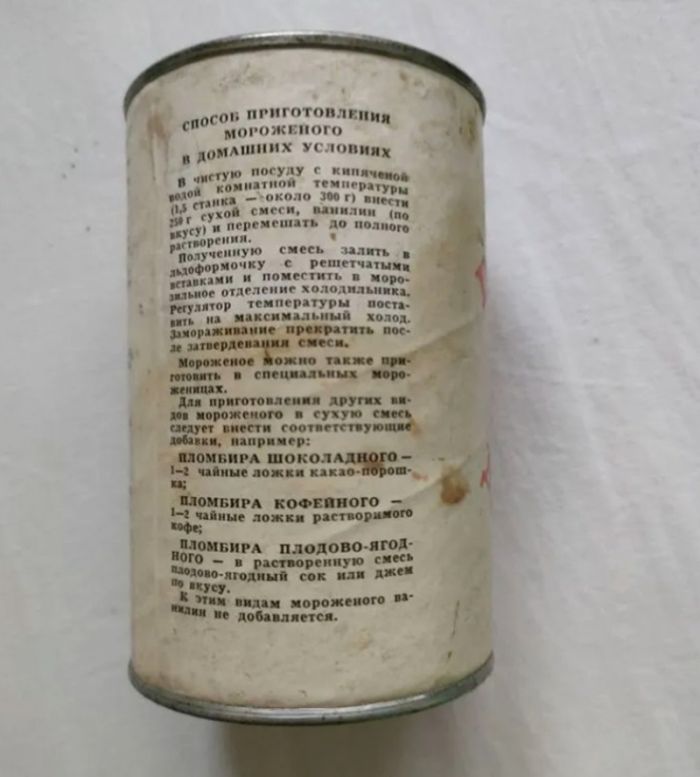 СПОСОБ ПРИГОТОВЛЕНИЯ
МОРОЖЕНОГО
В ДОМАШНИХ УСЛОВИЯХ
В чистую посуду с кипяченой
водой комнатной температуры
(1,5 стакана — около 300 г) внести
250 г сухой смеси, ванилин (по
вкусу) и перемешать до полного
растворения.
Полученную смесь залить в
льдоформочку с решетчатыми
вставками и поместить в моро-
зильное отделение холодильника.
Регулятор температуры поста-
вить на максимальный холод.
Замораживание прекратить пос-
ле затвердевания смеси.
Мороженое можно также при-
готовить в специальных моро-
женицах.
Для приготовления других ви-
дов мороженого в сухую смесь
следует внести соответствующие
добавки, например:
ПЛОМБИРА ШОКОЛАДНОГО —
1—2 чайные ложки какао-порош-
ка;
ПЛОМБИРА КОФЕЙНОГО —
1—2 чайные ложки растворимого
кофе;
ПЛОМБИРА ПЛОДОВО-ЯГОД-
НОГО — в растворенную смесь
плодово-ягодный сок или джем
по вкусу.
К этим видам мороженого ва-
нилин не добавляется.